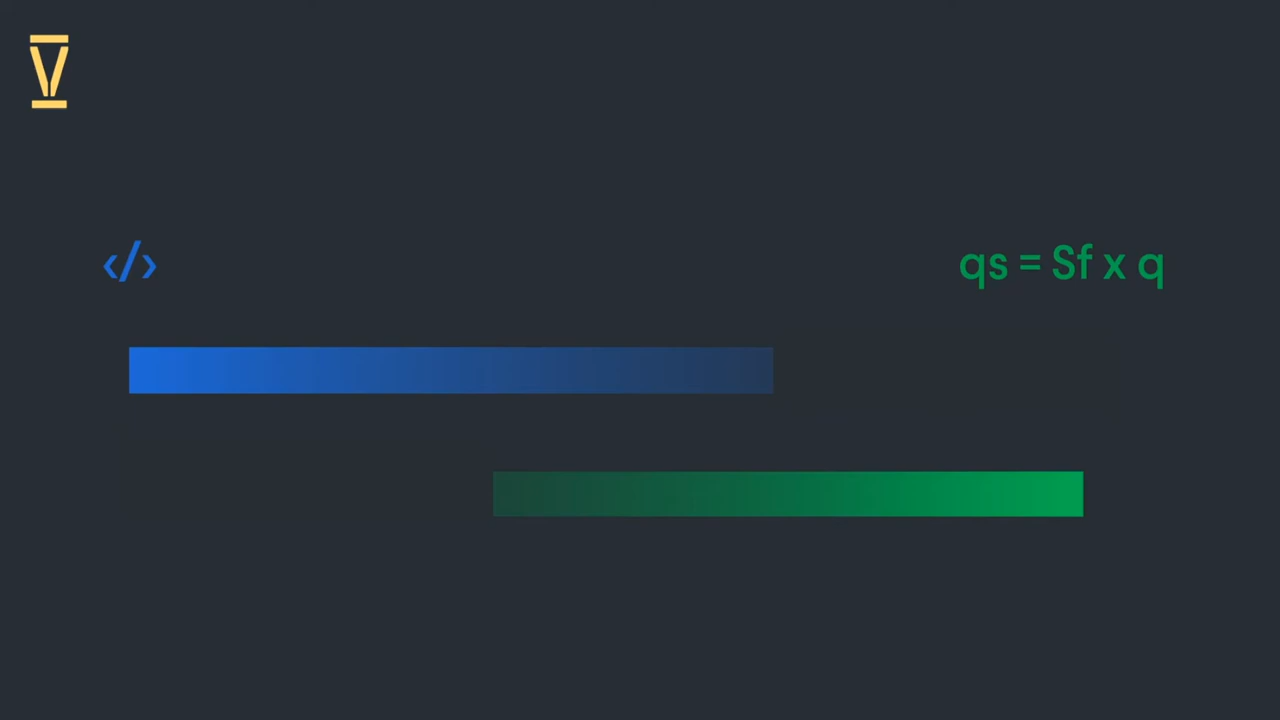 </>
qs = Sf x q